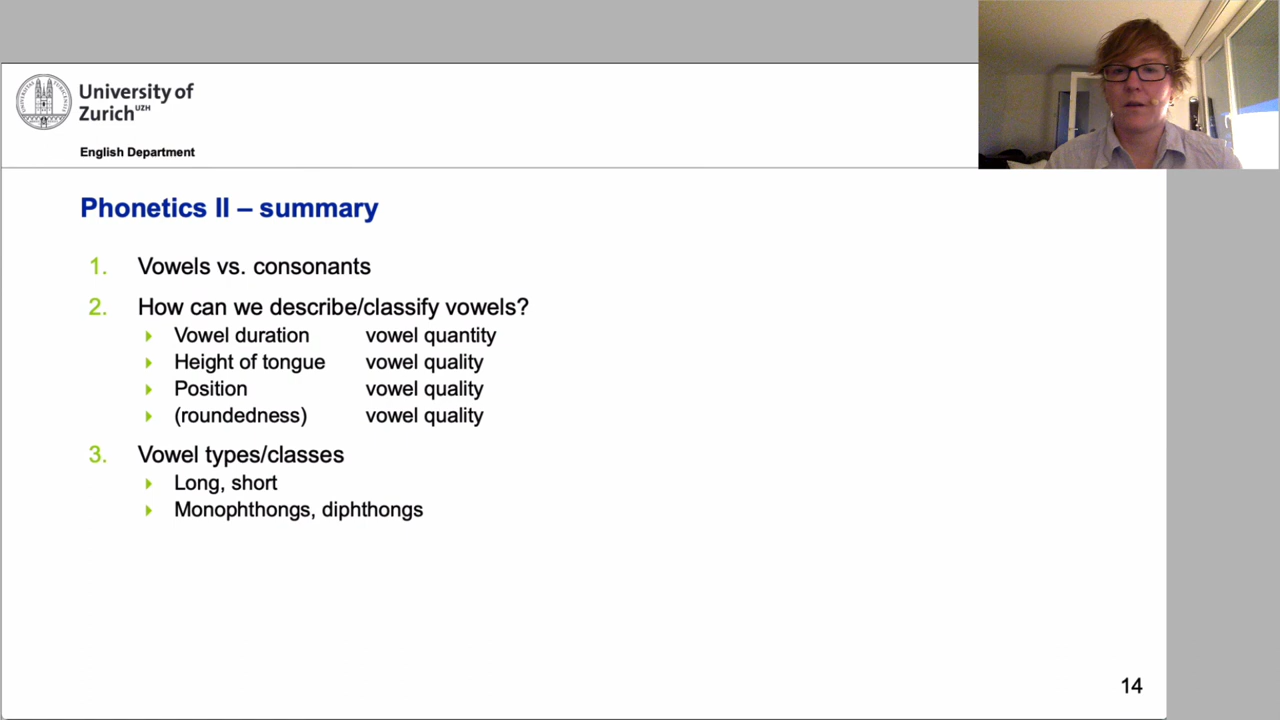 University of
Zurich UZH
English Department
Phonetics II – summary
1. Vowels vs. consonants
2. How can we describe/classify vowels?
Vowel duration vowel quantity
Height of tongue vowel quality
Position vowel quality
(roundedness) vowel quality
3. Vowel types/classes
Long, short
Monophthongs, diphthongs
14